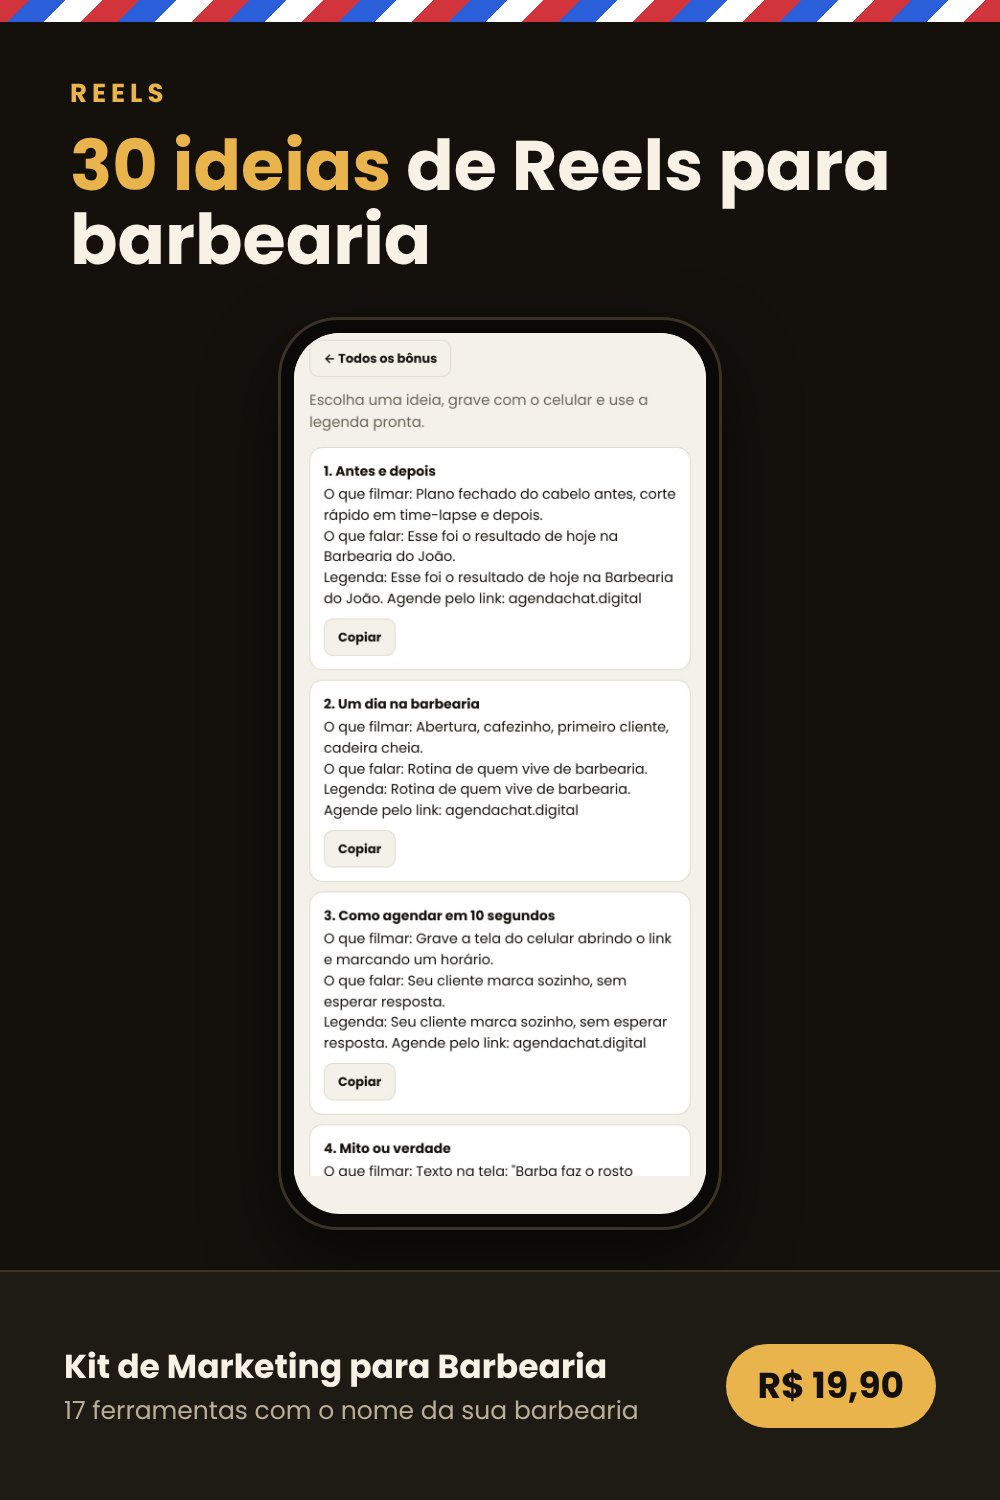 REELS
30 ideias de Reels para
barbearia
← Todos os bônus
Escolha uma ideia, grave com o celular e use a
legenda pronta.
1. Antes e depois
O que filmar: Plano fechado do cabelo antes, corte
rápido em time-lapse e depois.
O que falar: Esse foi o resultado de hoje na
Barbearia do João.
Legenda: Esse foi o resultado de hoje na Barbearia
do João. Agende pelo link: agendachat.digital
Copiar
2. Um dia na barbearia
O que filmar: Abertura, cafezinho, primeiro cliente,
cadeira cheia.
O que falar: Rotina de quem vive de barbearia.
Legenda: Rotina de quem vive de barbearia.
Agende pelo link: agendachat.digital
Copiar
3. Como agendar em 10 segundos
O que filmar: Grave a tela do celular abrindo o link
e marcando um horário.
O que falar: Seu cliente marca sozinho, sem
esperar resposta.
Legenda: Seu cliente marca sozinho, sem esperar
resposta. Agende pelo link: agendachat.digital
Copiar
4. Mito ou verdade
O que filmar: Texto na tela: "Barba faz o rosto
Kit de Marketing para Barbearia
17 ferramentas com o nome da sua barbearia
R$ 19,90